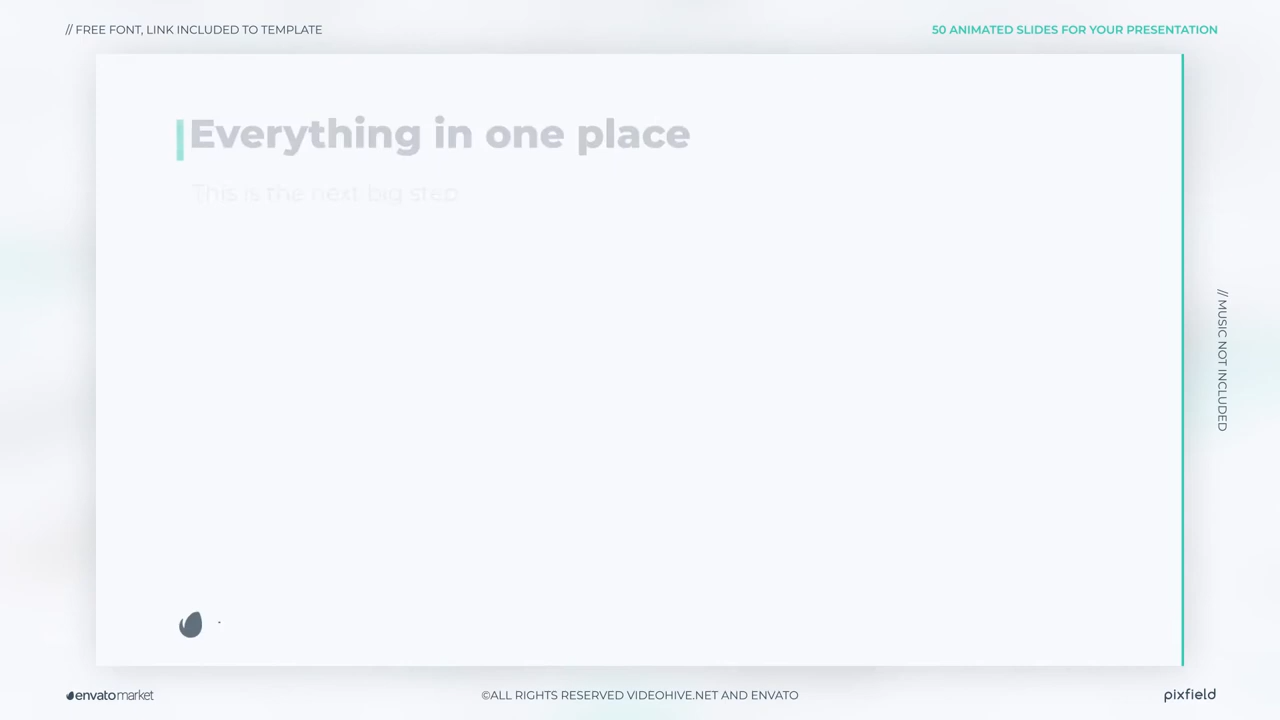 // FREE FONT, LINK INCLUDED TO TEMPLATE
50 ANIMATED SLIDES FOR YOUR PRESENTATION
Everything in one place
This is the next big step
// MUSIC NOT INCLUDED
envatomarket
©ALL RIGHTS RESERVED VIDEOHIVE.NET AND ENVATO
pixfield